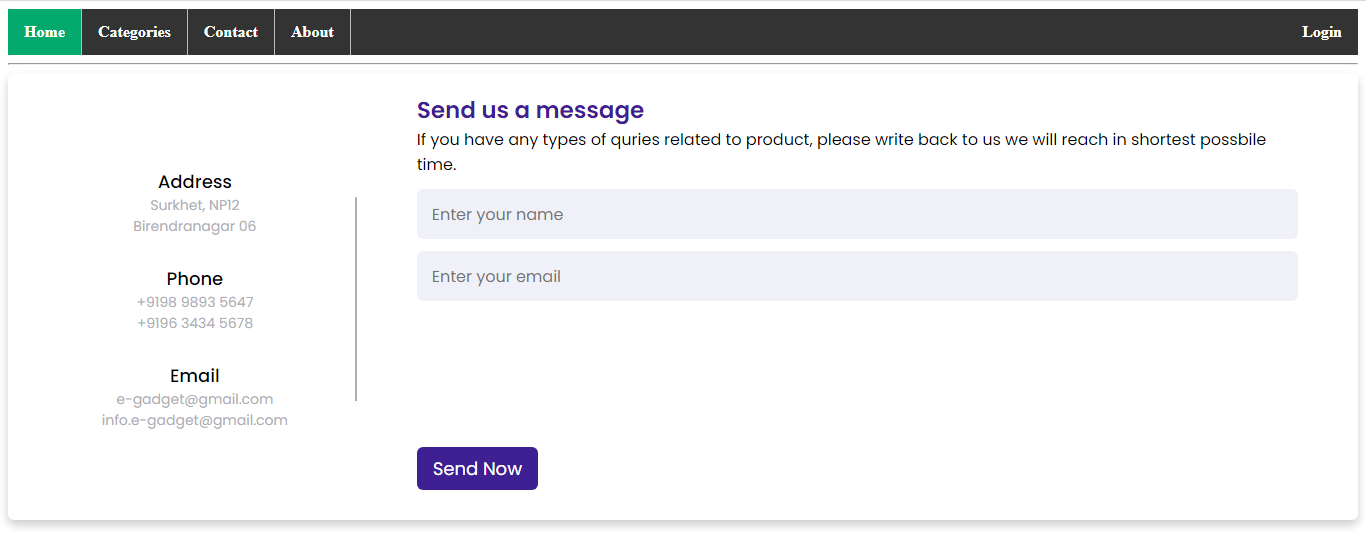 Home Categories Contact About Login
Address
Surkhet, NP12
Birendranagar 06
Phone
+9198 9893 5647
+9196 3434 5678
Email
e-gadget@gmail.com
info.e-gadget@gmail.com
Send us a message
If you have any types of quries related to product, please write back to us we will reach in shortest possbile
time.
Enter your name
Enter your email
Send Now